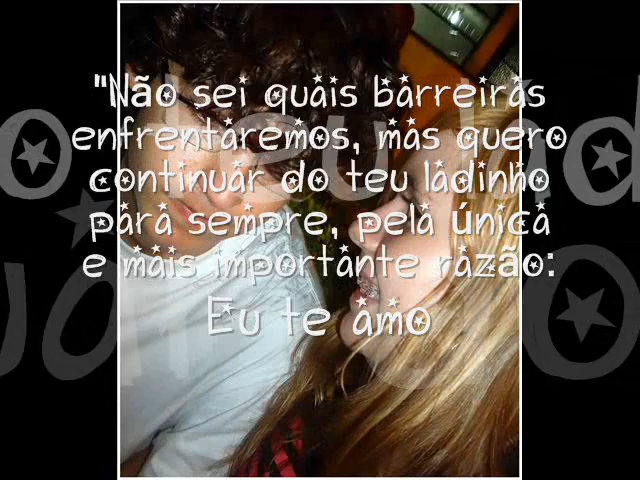 "Não sei quais barreiras
enfrentaremos, mas quero
continuar do teu ladinho
para sempre, pela única
e mais importante razão:
Eu te amo